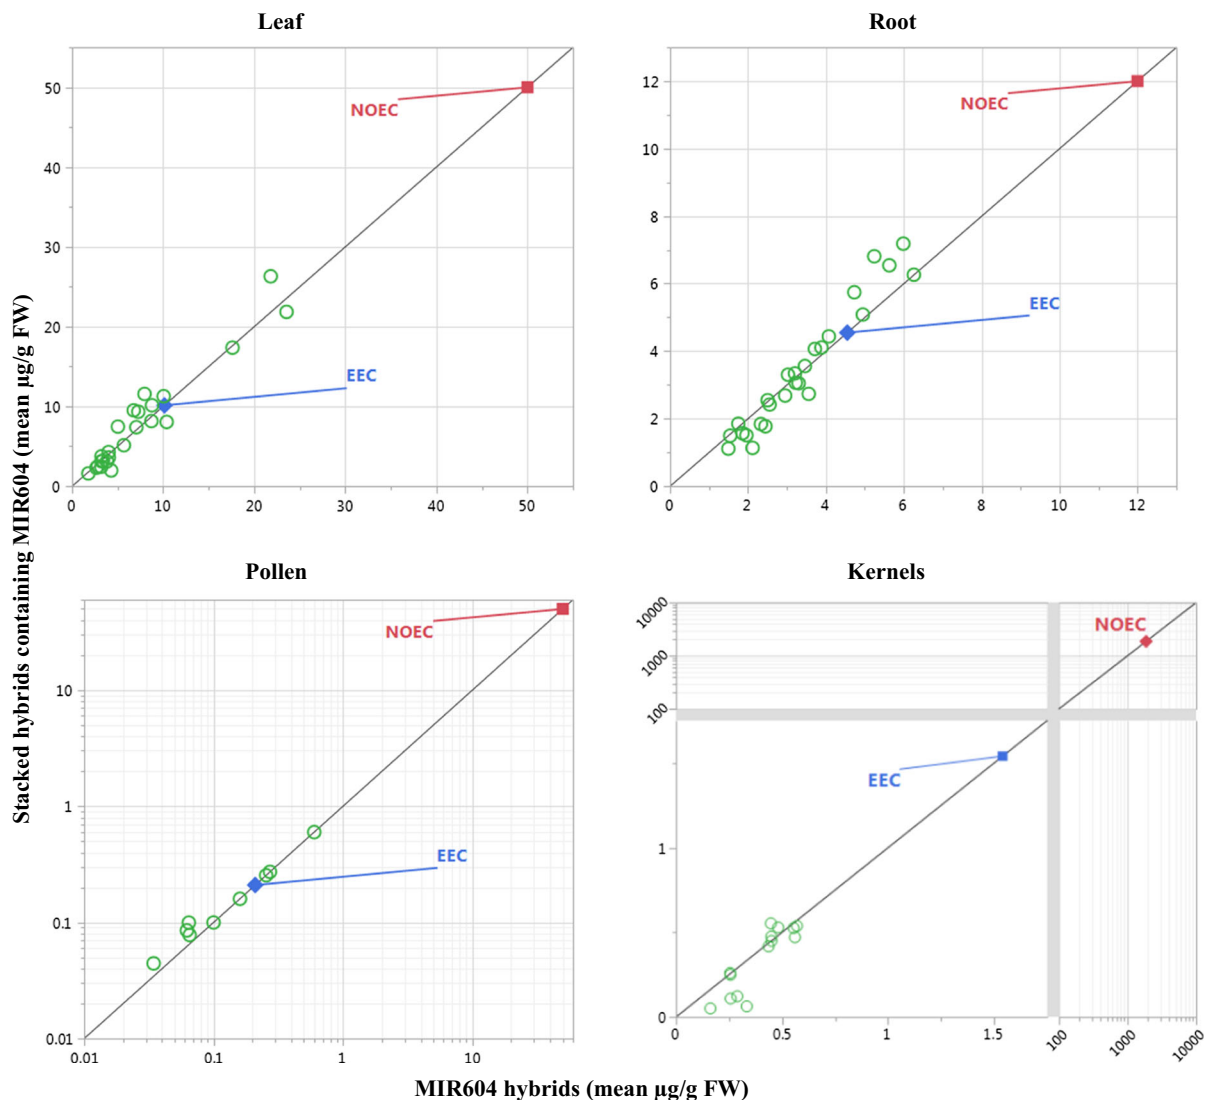 Leaf
50
40
30
20
10
0
0 10 20 30 40 50
NOEC
EEC
Root
12
10
8
6
4
2
0
0 2 4 6 8 10 12
NOEC
EEC
Stacked hybrids containing MIR604 (mean µg/g FW)
Pollen
10
1
0.1
0.01
0.01 0.1 1 10
NOEC
EEC
Kernels
10000
1000
100
1
0
0 0.5 1 1.5 100 1000 10000
NOEC
EEC
MIR604 hybrids (mean µg/g FW)